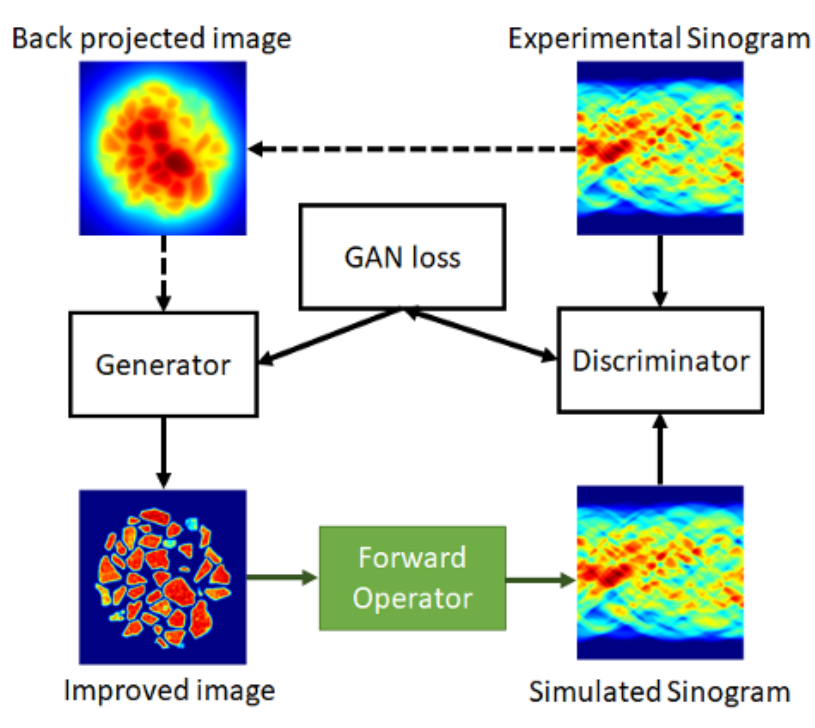 Back projected image
Experimental Sinogram
GAN loss
Generator
Discriminator
Forward
Operator
Improved image
Simulated Sinogram